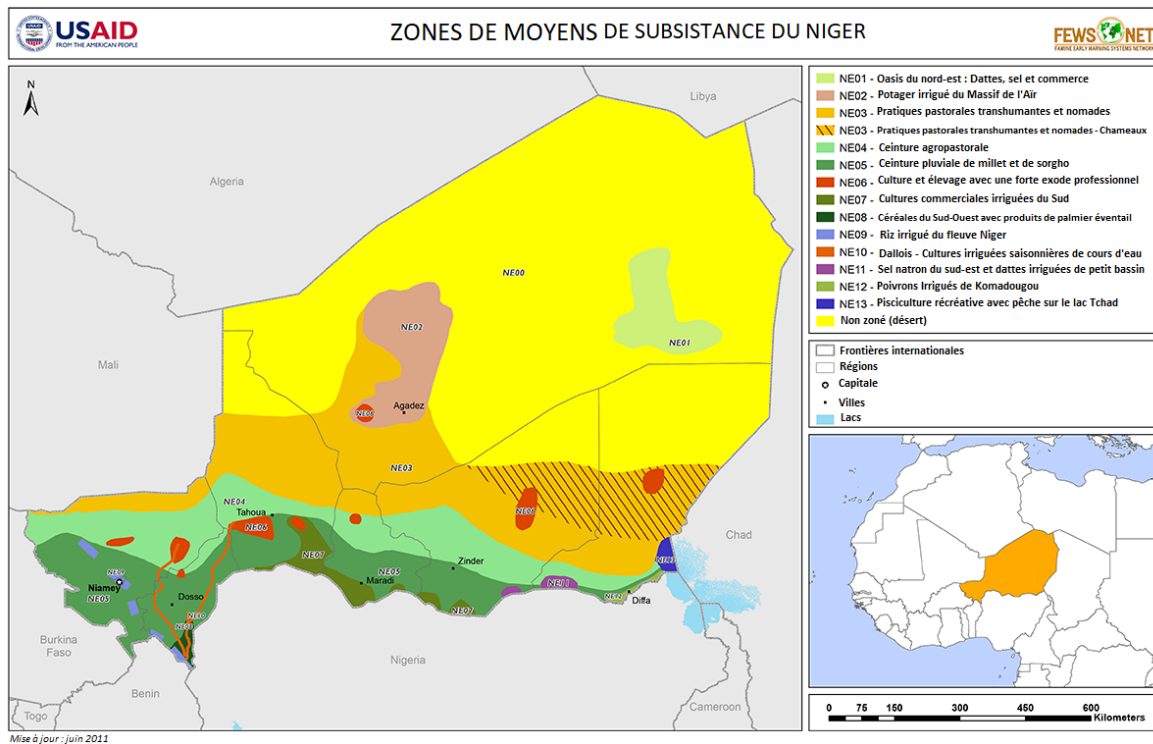 USAID
FROM THE AMERICAN PEOPLE
ZONES DE MOYENS DE SUBSISTANCE DU NIGER
FEWS NET
FAMINE EARLY WARNING SYSTEMS NETWORK
N
Libya
Algeria
Mali
Chad
Burkina
Faso
Benin
Togo
Nigeria
Cameroon
NE00
NE01
NE02
NE06
Agadez
NE03
NE06
NE04
Tahoua
NE06
NE07
NE05
Zinder
Maradi
NE07
NE11
NE12
NE13
Diffa
NE09
Niamey
NE05
Dosso
NE10
NE08
NE01 - Oasis du nord-est : Dattes, sel et commerce
NE02 - Potager irrigué du Massif de l'Aïr
NE03 - Pratiques pastorales transhumantes et nomades
NE03 - Pratiques pastorales transhumantes et nomades - Chameaux
NE04 - Ceinture agropastorale
NE05 - Ceinture pluviale de millet et de sorgho
NE06 - Culture et élevage avec une forte exode professionnel
NE07 - Cultures commerciales irriguées du Sud
NE08 - Céréales du Sud-Ouest avec produits de palmier éventail
NE09 - Riz irrigué du fleuve Niger
NE10 - Dallois - Cultures irriguées saisonnières de cours d'eau
NE11 - Sel natron du sud-est et dattes irriguées de petit bassin
NE12 - Poivrons Irrigués de Komadougou
NE13 - Pisciculture récréative avec pêche sur le lac Tchad
Non zoné (désert)
Frontières internationales
Régions
Capitale
Villes
Lacs
0 75 150 300 450 600
Kilometers
Mise à jour : juin 2011